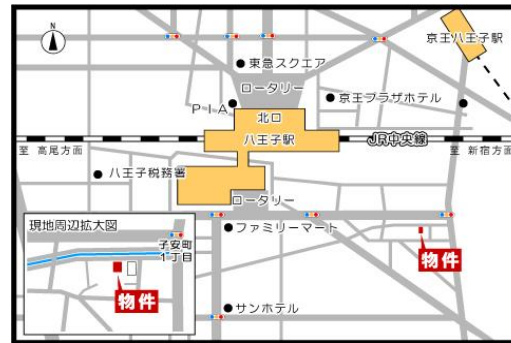 N
京王八王子駅
東急スクエア
ロータリー
PIA
京王プラザホテル
北口
八王子駅
JR中央線
至 高尾方面
至 新宿方面
八王子税務署
ロータリー
ファミリーマート
現地周辺拡大図
子安町
1丁目
物件
物件
サンホテル